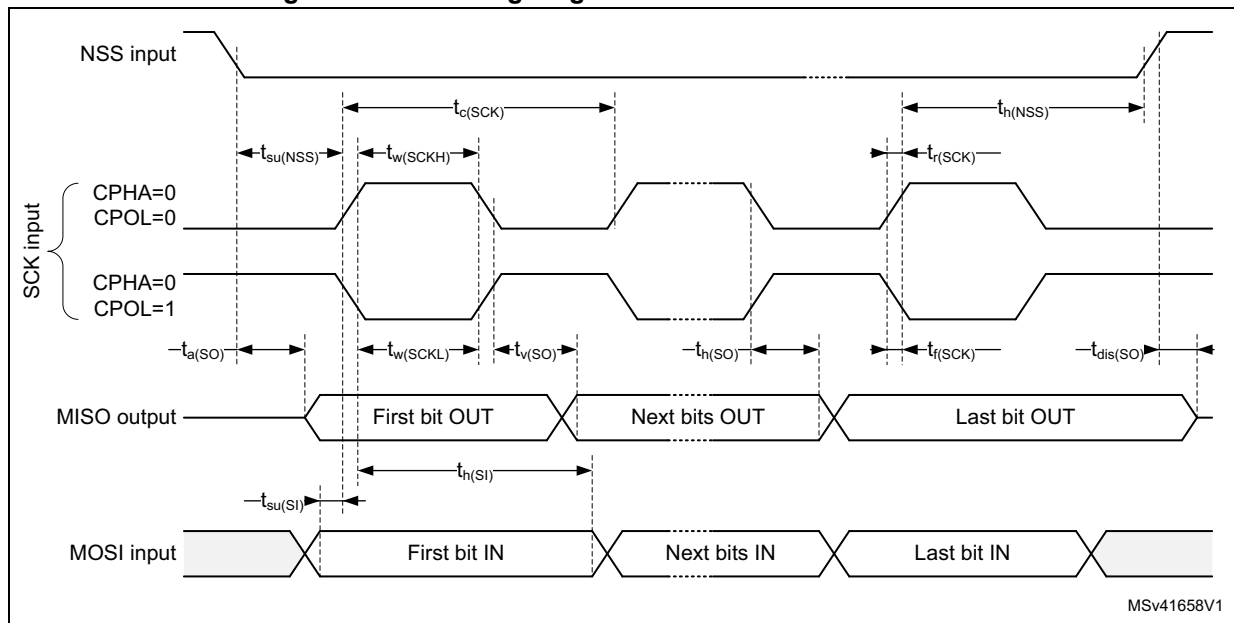 NSS input
tc(SCK)
th(NSS)
tsu(NSS)
tw(SCKH)
tr(SCK)
SCK input
CPHA=0
CPOL=0
CPHA=0
CPOL=1
ta(SO)
tw(SCKL)
tv(SO)
th(SO)
tf(SCK)
tdis(SO)
MISO output
First bit OUT
Next bits OUT
Last bit OUT
th(SI)
tsu(SI)
MOSI input
First bit IN
Next bits IN
Last bit IN
MSv41658V1